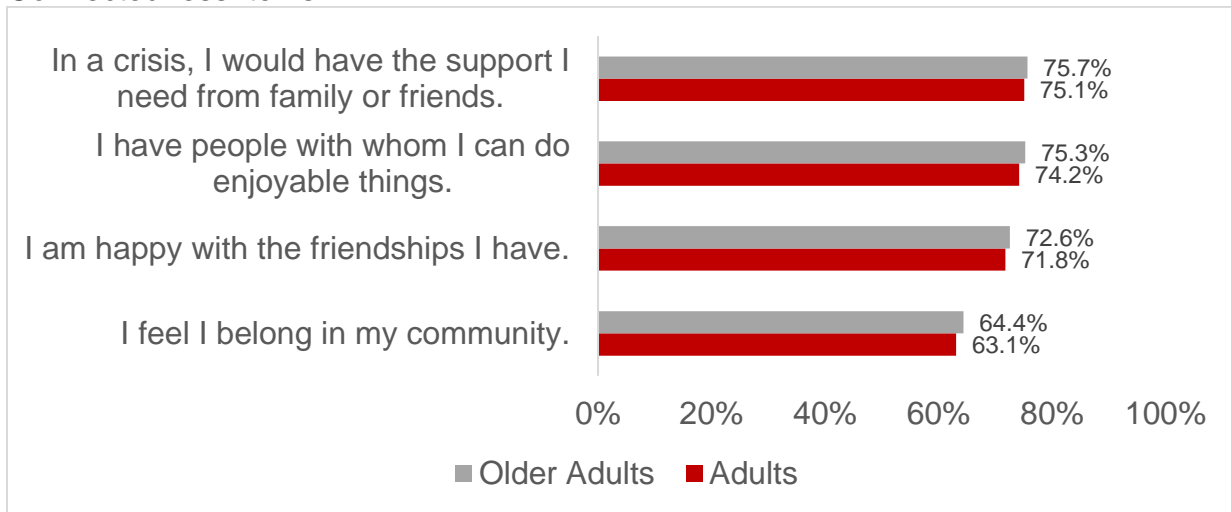 In a crisis, I would have the support I
need from family or friends.
75.7%
75.1%
I have people with whom I can do
enjoyable things.
75.3%
74.2%
I am happy with the friendships I have.
72.6%
71.8%
I feel I belong in my community.
64.4%
63.1%
0% 20% 40% 60% 80% 100%
Older Adults Adults